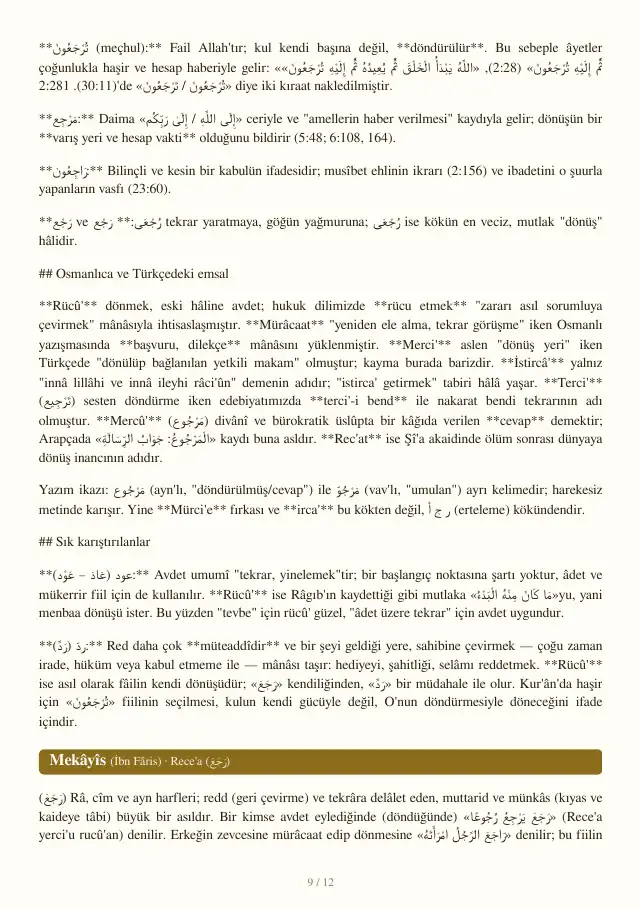 **تُرْجَعُونَ (meçhul):** Fail Allah'tır; kul kendi başına değil, **döndürülür**. Bu sebeple âyetler
çoğunlukla haşir ve hesap haberiyle gelir: «ثُمَّ إِلَيْهِ تُرْجَعُونَ» (2:28), «اللّٰهُ يَبْدَأُ الْخَلْقَ ثُمَّ يُعِيدُهُ ثُمَّ إِلَيْهِ تُرْجَعُونَ»
(30:11). 2:281'de «تُرْجَعُونَ / تَرْجَعُونَ» diye iki kıraat nakledilmiştir.
**مَرْجِع:** Daima «إِلَى اللّٰهِ / إِلَىٰ رَبِّكُم» ceriyle ve "amellerin haber verilmesi" kaydıyla gelir; dönüşün bir
**varış yeri ve hesap vakti** olduğunu bildirir (5:48; 6:108, 164).
**رَاجِعُون:** Bilinçli ve kesin bir kabulün ifadesidir; musîbet ehlinin ikrarı (2:156) ve ibadetini o şuurla
yapanların vasfı (23:60).
**رَجْع ve رُجْعَى:** رَجْع tekrar yaratmaya, göğün yağmuruna; رُجْعَى ise kökün en veciz, mutlak "dönüş"
hâlidir.
## Osmanlıca ve Türkçedeki emsal
**Rücû'** dönmek, eski hâline avdet; hukuk dilimizde **rücu etmek** "zararı asıl sorumluya
çevirmek" mânâsıyla ihtisaslaşmıştır. **Mürâcaat** "yeniden ele alma, tekrar görüşme" iken Osmanlı
yazışmasında **başvuru, dilekçe** mânâsını yüklenmiştir. **Merci'** aslen "dönüş yeri" iken
Türkçede "dönülüp bağlanılan yetkili makam" olmuştur; kayma burada barizdir. **İstircâ'** yalnız
"innâ lillâhi ve innâ ileyhi râci'ûn" demenin adıdır; "istirca' getirmek" tabiri hâlâ yaşar. **Terci'**
(تَرْجِيع) sesten döndürme iken edebiyatımızda **terci'-i bend** ile nakarat bendi tekrarının adı
olmuştur. **Mercû'** (مَرْجُوع) divânî ve bürokratik üslûpta bir kâğıda verilen **cevap** demektir;
Arapçada «الْمَرْجُوعُ: جَوَابُ الرِّسَالَةِ» kaydı buna asldır. **Rec'at** ise Şî'a akaidinde ölüm sonrası dünyaya
dönüş inancının adıdır.
Yazım ikazı: مَرْجُوع (ayn'lı, "döndürülmüş/cevap") ile مَرْجُوّ (vav'lı, "umulan") ayrı kelimedir; harekesiz
metinde karışır. Yine **Mürci'e** fırkası ve **irca'** bu kökten değil, ر ج أ (erteleme) kökündendir.
## Sık karıştırılanlar
**عود (عَادَ – عَوْد):** Avdet umumî "tekrar, yinelemek"tir; bir başlangıç noktasına şartı yoktur, âdet ve
mükerrir fiil için de kullanılır. **Rücû'** ise Râgıb'ın kaydettiği gibi mutlaka «مَا كَانَ مِنْهُ الْبَدْءُ»yu, yani
menbaa dönüşü ister. Bu yüzden "tevbe" için rücû' güzel, "âdet üzere tekrar" için avdet uygundur.
**ردد (رَدّ):** Red daha çok **müteaddîdir** ve bir şeyi geldiği yere, sahibine çevirmek — çoğu zaman
irade, hüküm veya kabul etmeme ile — mânâsı taşır: hediyeyi, şahitliği, selâmı reddetmek. **Rücû'**
ise asıl olarak fâilin kendi dönüşüdür; «رَجَعَ» kendiliğinden, «رَدَّ» bir müdahale ile olur. Kur'ân'da haşir
için «تُرْجَعُونَ» fiilinin seçilmesi, kulun kendi gücüyle değil, O'nun döndürmesiyle döneceğini ifade
içindir.
Mekâyîs (İbn Fâris) · Rece'a (رَجَعَ)
(رَجَعَ) Râ, cîm ve ayn harfleri; redd (geri çevirme) ve tekrâra delâlet eden, muttarid ve münkâs (kıyas ve
kaideye tâbi) büyük bir asıldır. Bir kimse avdet eylediğinde (döndüğünde) «رَجَعَ يَرْجِعُ رُجُوعًا» (Rece'a
yerci'u rucû'an) denilir. Erkeğin zevcesine mürâcaat edip dönmesine «رَاجَعَ الرَّجُلُ امْرَأَتَهُ» denilir; bu fiilin
9 / 12